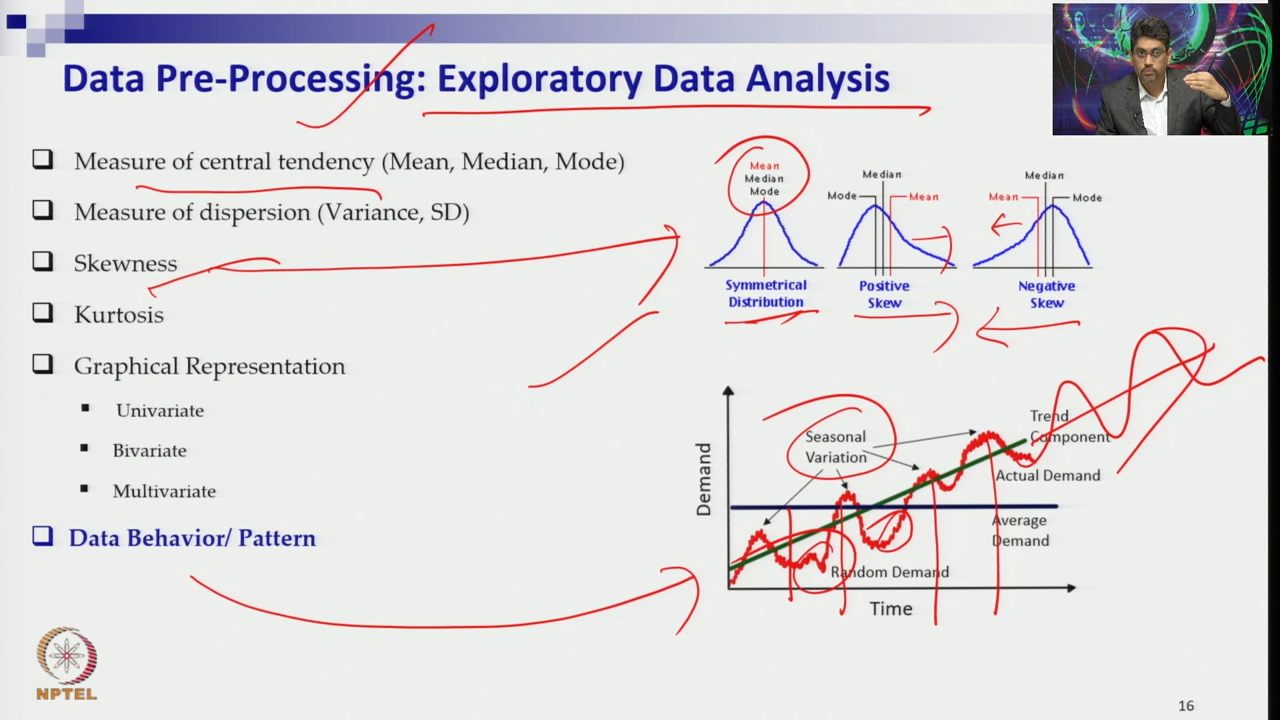 Data Pre-Processing: Exploratory Data Analysis
Measure of central tendency (Mean, Median, Mode)
Measure of dispersion (Variance, SD)
Skewness
Kurtosis
Graphical Representation
Univariate
Bivariate
Multivariate
Data Behavior/ Pattern
Mean
Median
Mode
Symmetrical
Distribution
Median
Mode
Mean
Positive
Skew
Median
Mean
Mode
Negative
Skew
Demand
Seasonal
Variation
Trend
Component
Actual Demand
Average
Demand
Random Demand
Time
NPTEL
16